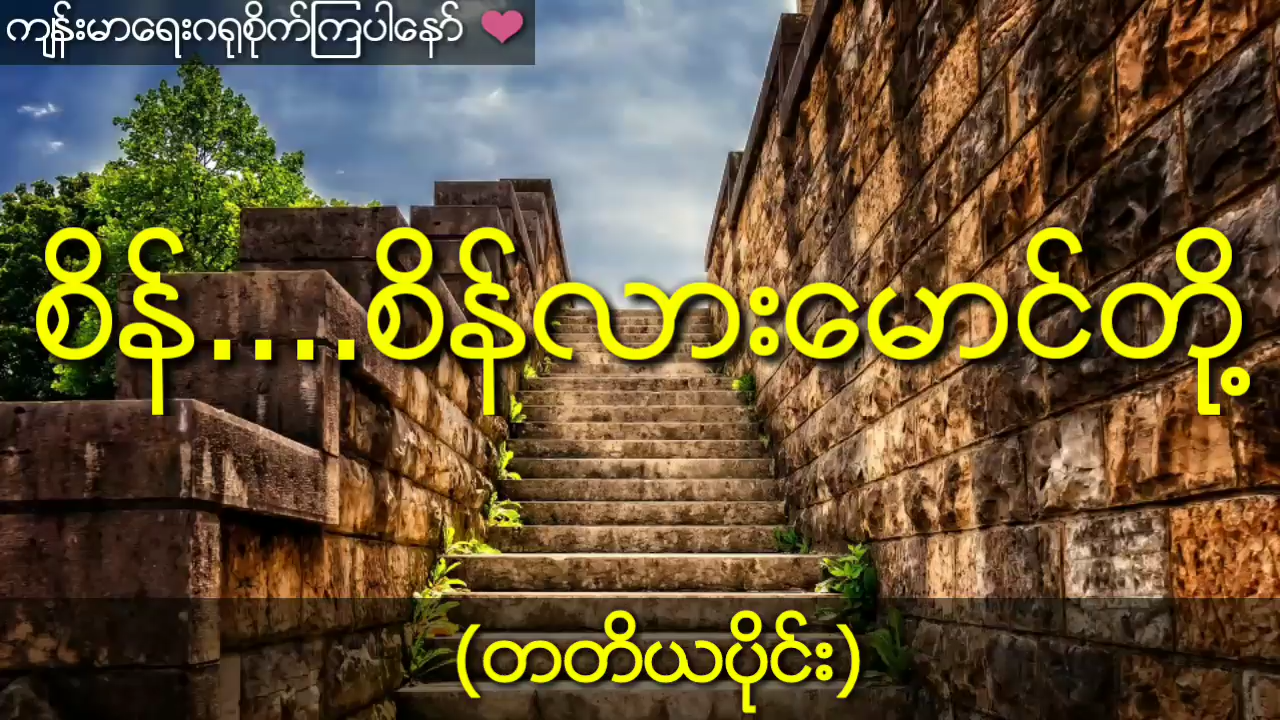 ကျန်းမာရေးဂရုစိုက်ကြပါနော် ❤
စိန်....စိန်လားမောင်တို့
(တတိယပိုင်း)